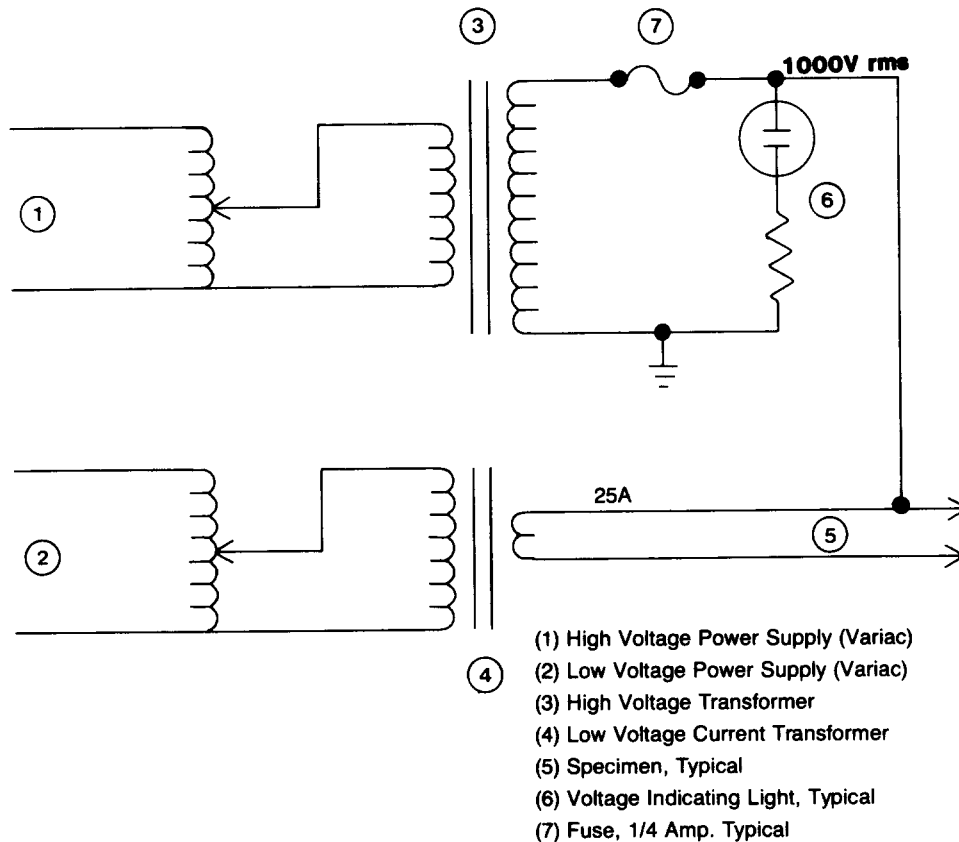 3
7
1000V rms
1
6
25A
2
5
4
(1) High Voltage Power Supply (Variac)
(2) Low Voltage Power Supply (Variac)
(3) High Voltage Transformer
(4) Low Voltage Current Transformer
(5) Specimen, Typical
(6) Voltage Indicating Light, Typical
(7) Fuse, 1/4 Amp. Typical